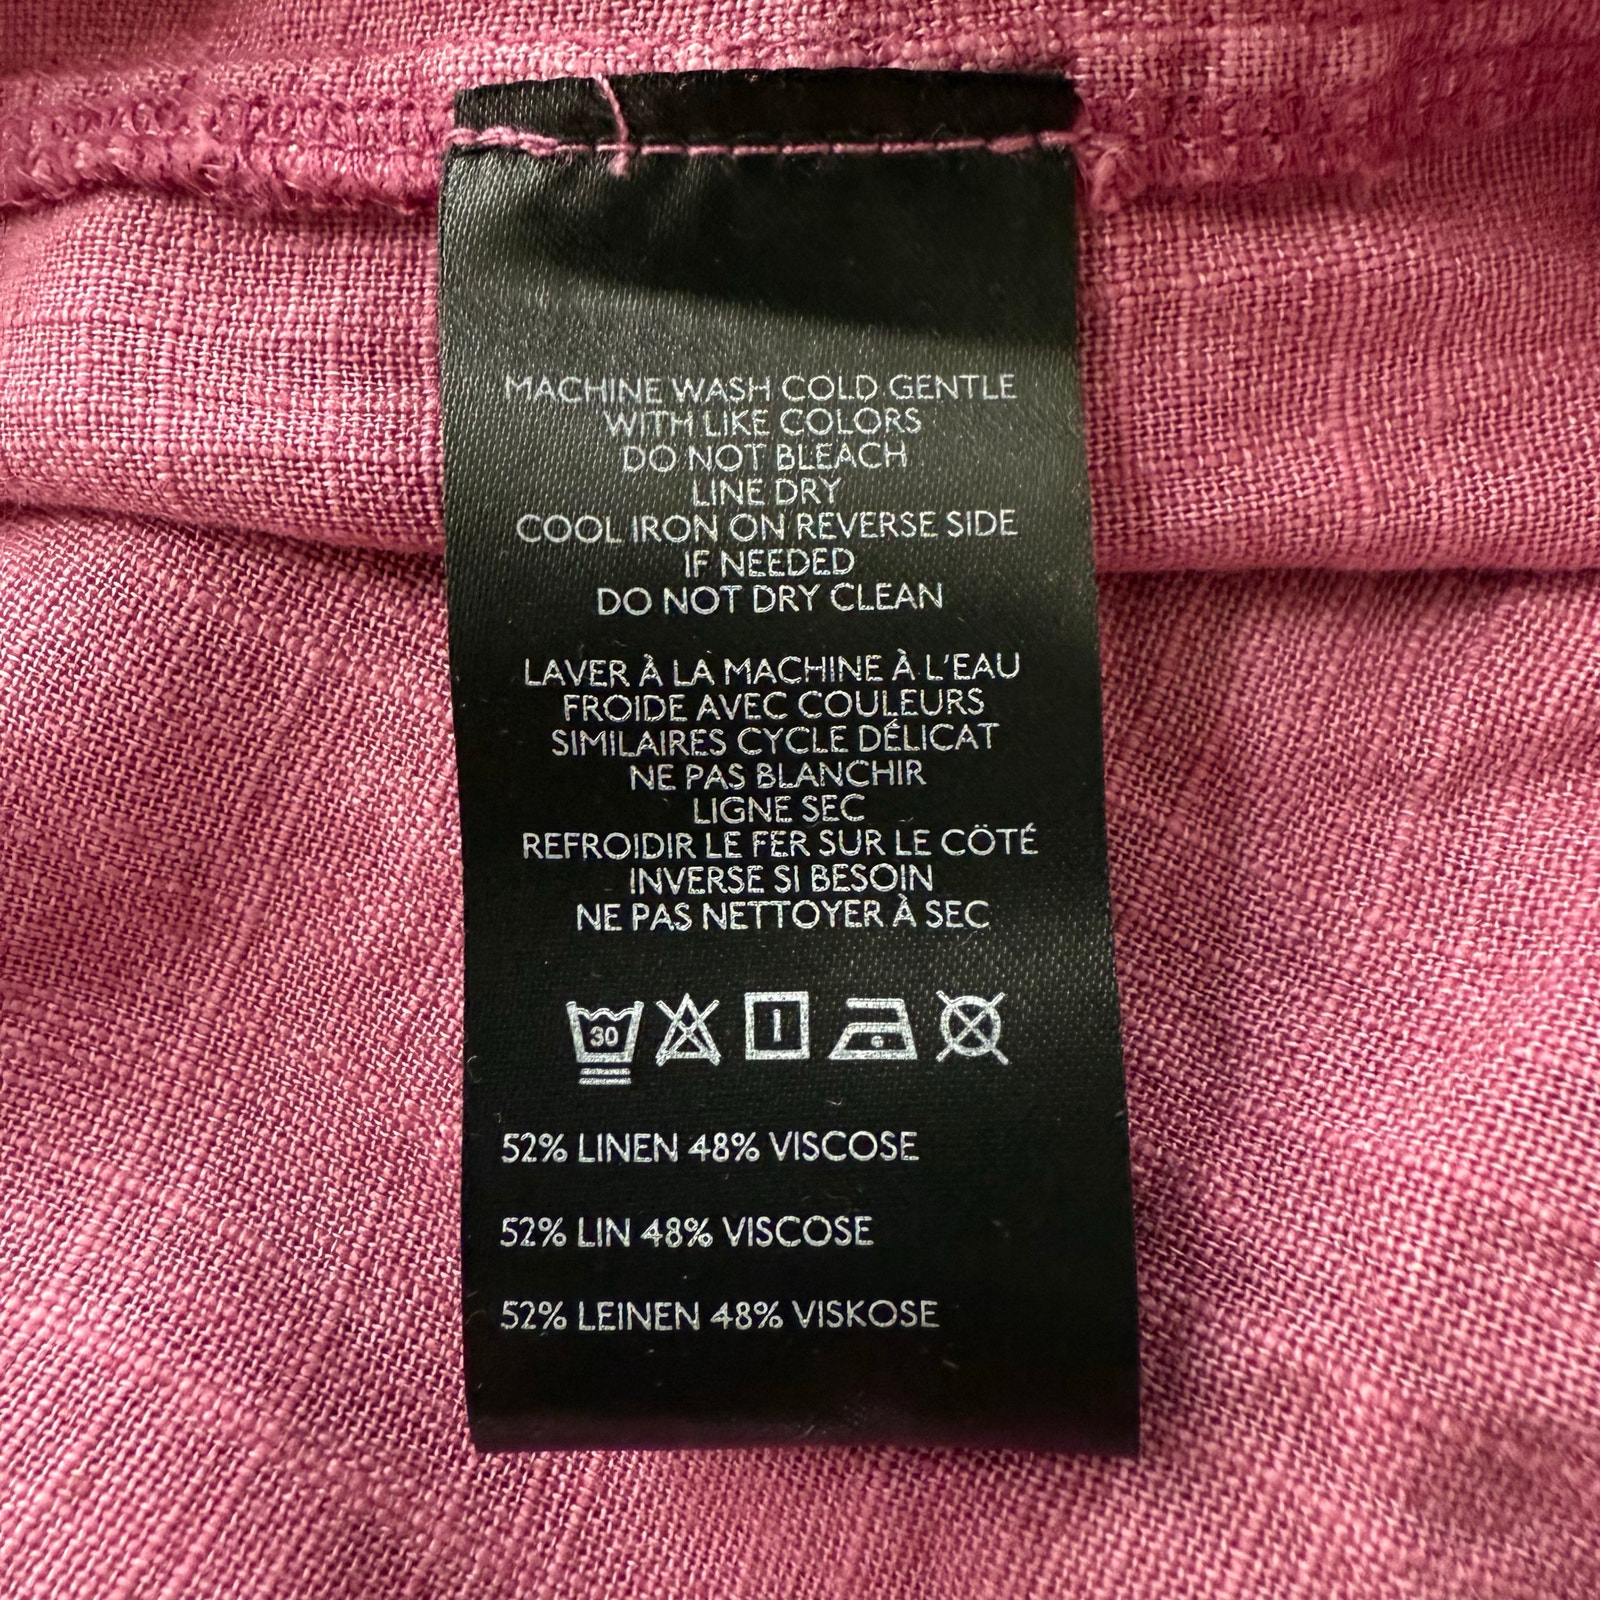 MACHINE WASH COLD GENTLE
WITH LIKE COLORS
DO NOT BLEACH
LINE DRY
COOL IRON ON REVERSE SIDE
IF NEEDED
DO NOT DRY CLEAN
LAVER À LA MACHINE À L'EAU
FROIDE AVEC COULEURS
SIMILAIRES CYCLE DÉLICAT
NE PAS BLANCHIR
LIGNE SEC
REFROIDIR LE FER SUR LE CÖTÉ
INVERSE SI BESOIN
NE PAS NETTOYER À SEC
30
52% LINEN 48% VISCOSE
52% LIN 48% VISCOSE
52% LEINEN 48% VISKOSE